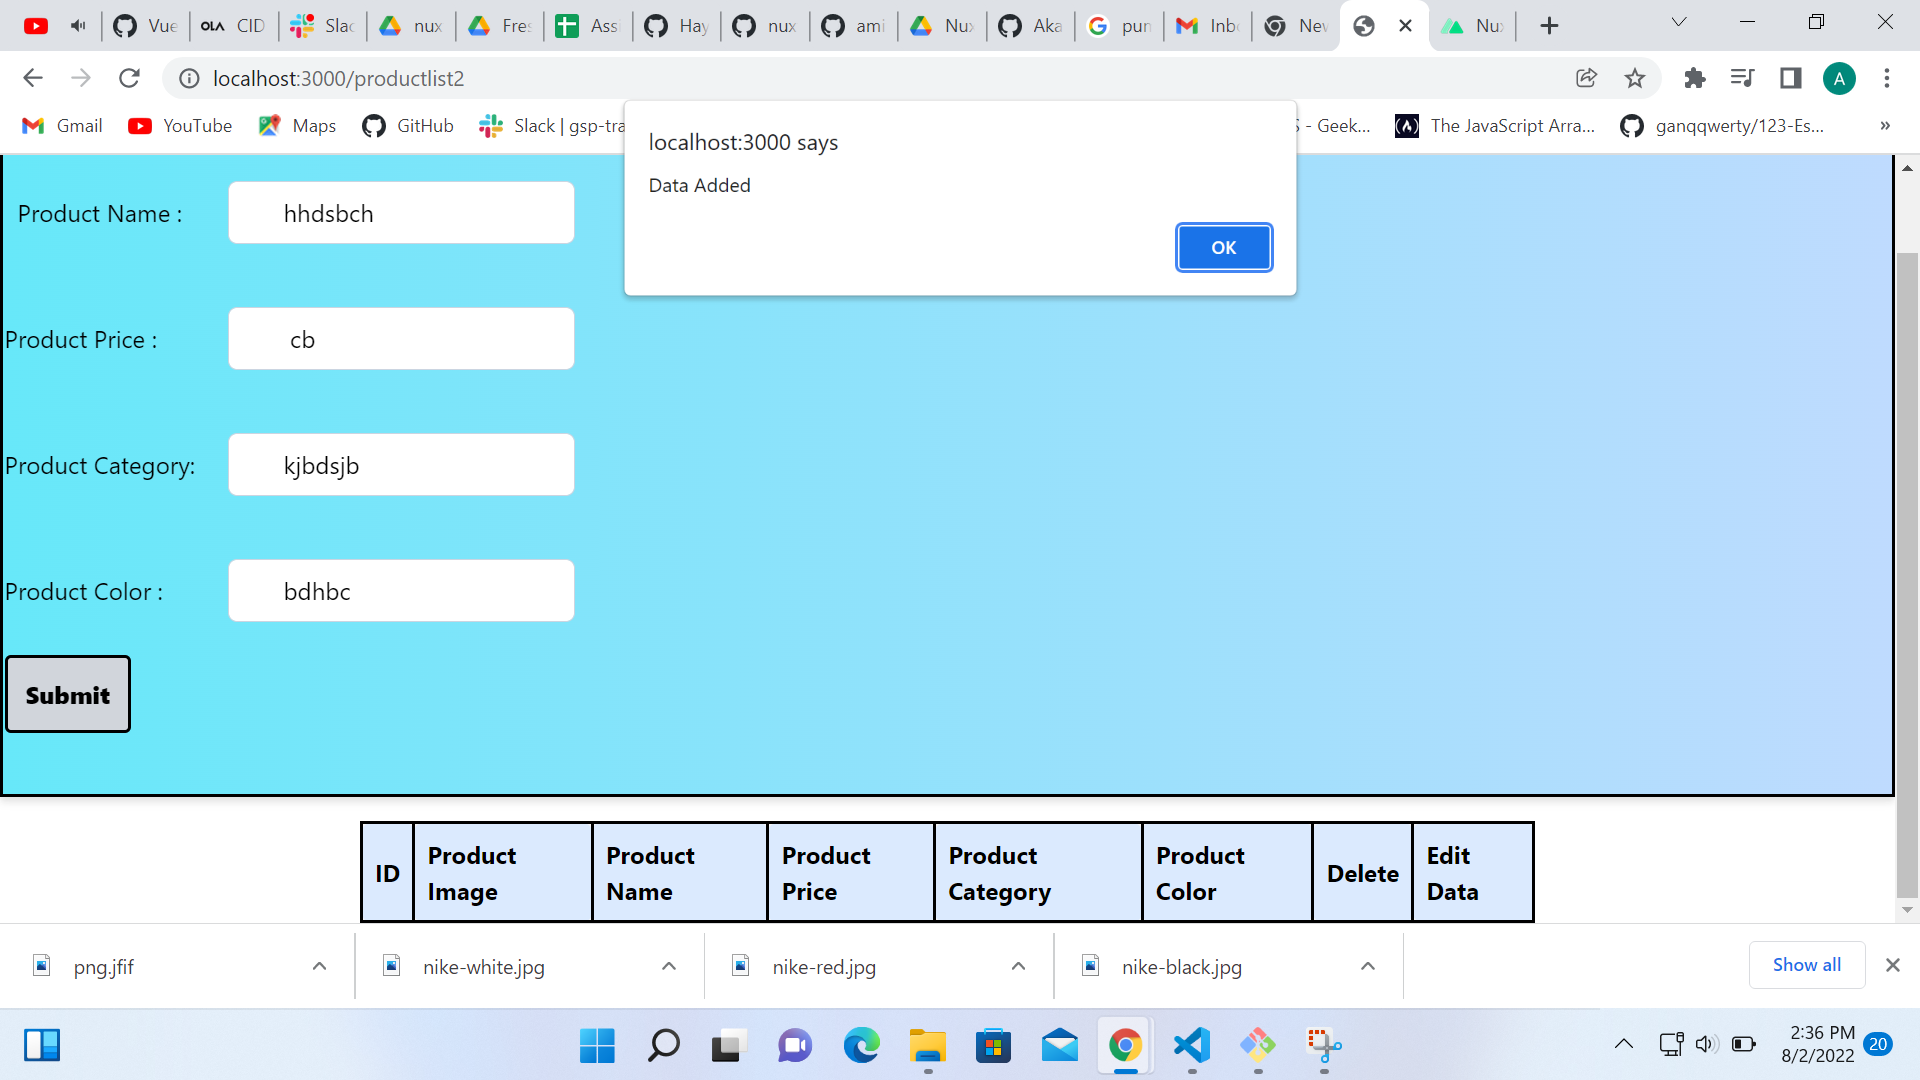 Vue
OLA CID
Slac
nux
Fres
Assi
Hay
nux
ami
Nux
Aka
pun
Inbo
New
Nux
localhost:3000/productlist2
A
Gmail
YouTube
Maps
GitHub
Slack | gsp-tra
S - Geek...
The JavaScript Arra...
ganqqwerty/123-Es...
»
localhost:3000 says
Data Added
OK
Product Name : hhdsbch
Product Price : cb
Product Category: kjbdsjb
Product Color : bdhbc
Submit
ID
Product Image
Product Name
Product Price
Product Category
Product Color
Delete
Edit Data
png.jfif
nike-white.jpg
nike-red.jpg
nike-black.jpg
Show all
2:36 PM
8/2/2022
20